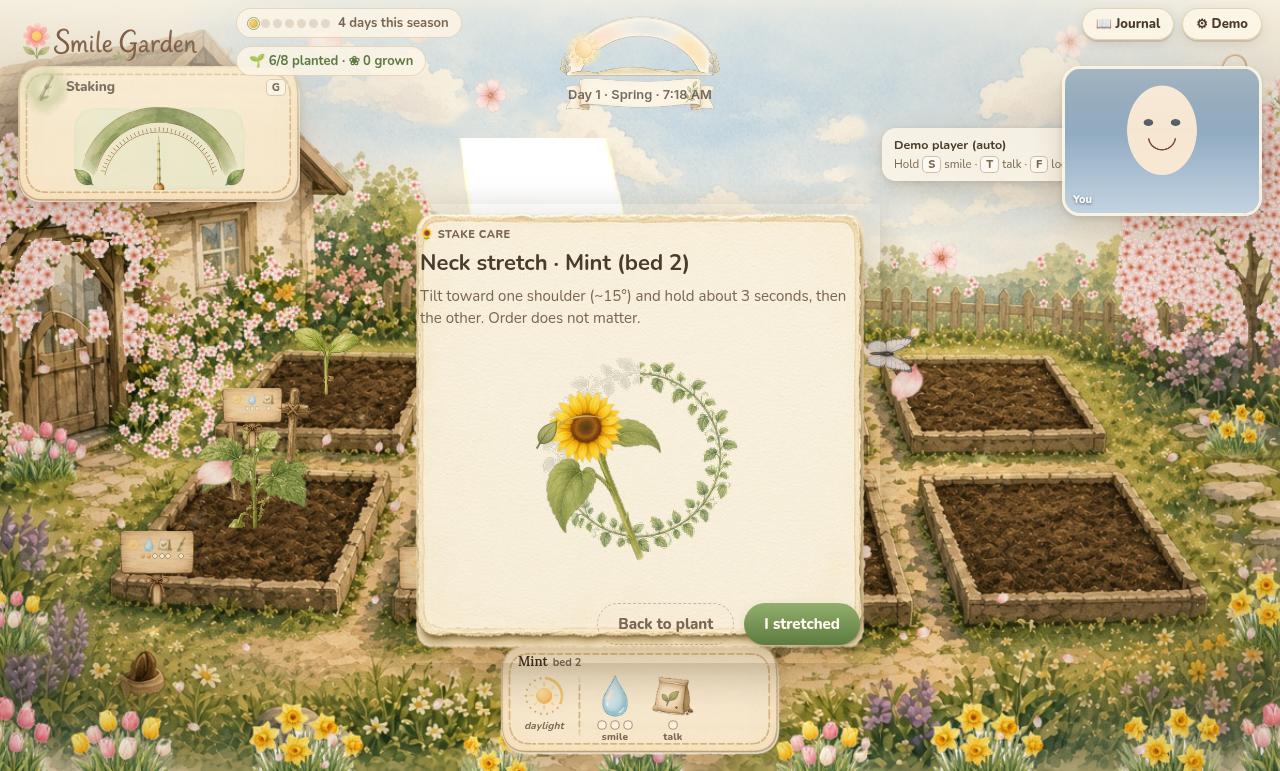 Smile Garden
4 days this season
🌱 6/8 planted · ❀ 0 grown
Day 1 · Spring · 7:18 AM
📖 Journal
⚙ Demo
Staking
G
Demo player (auto)
Hold S smile · T talk · F lo
You
🌻 STAKE CARE
Neck stretch · Mint (bed 2)
Tilt toward one shoulder (~15°) and hold about 3 seconds, then
the other. Order does not matter.
Back to plant
I stretched
Mint bed 2
daylight
smile
talk